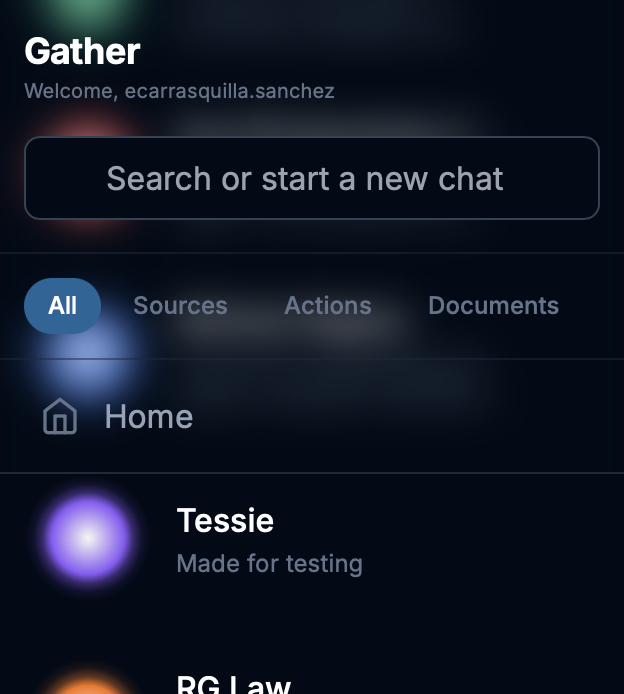 Gather
Welcome, ecarrasquilla.sanchez
Search or start a new chat
All Sources Actions Documents
Home
Tessie
Made for testing
RG Law